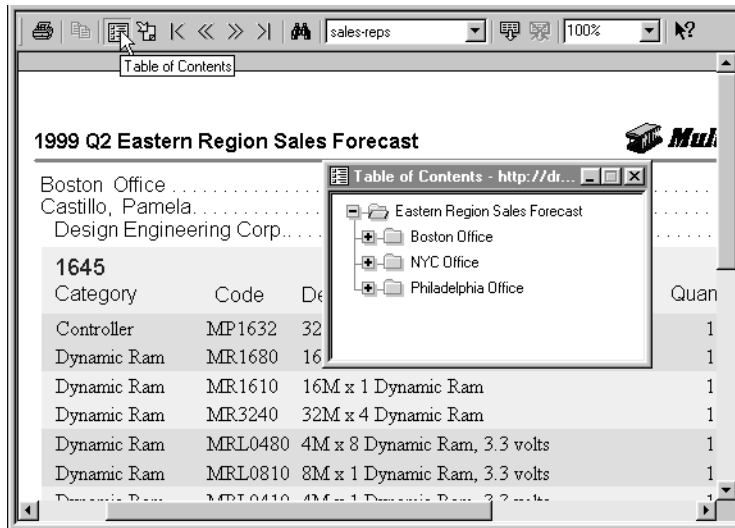 sales-reps 100%
Table of Contents
1999 Q2 Eastern Region Sales Forecast
Boston Office . . . . . . . . . . . . .
Castillo, Pamela. . . . . . . . . . . .
Design Engineering Corp.. . . .
Table of Contents - http://dr...
Eastern Region Sales Forecast
Boston Office
NYC Office
Philadelphia Office
1645
Category Code Quan
Controller MP1632 32 1
Dynamic Ram MR1680 16 1
Dynamic Ram MR1610 16M x 1 Dynamic Ram 1
Dynamic Ram MR3240 32M x 4 Dynamic Ram 1
Dynamic Ram MRL0480 4M x 8 Dynamic Ram, 3.3 volts 1
Dynamic Ram MRL0810 8M x 1 Dynamic Ram, 3.3 volts 1